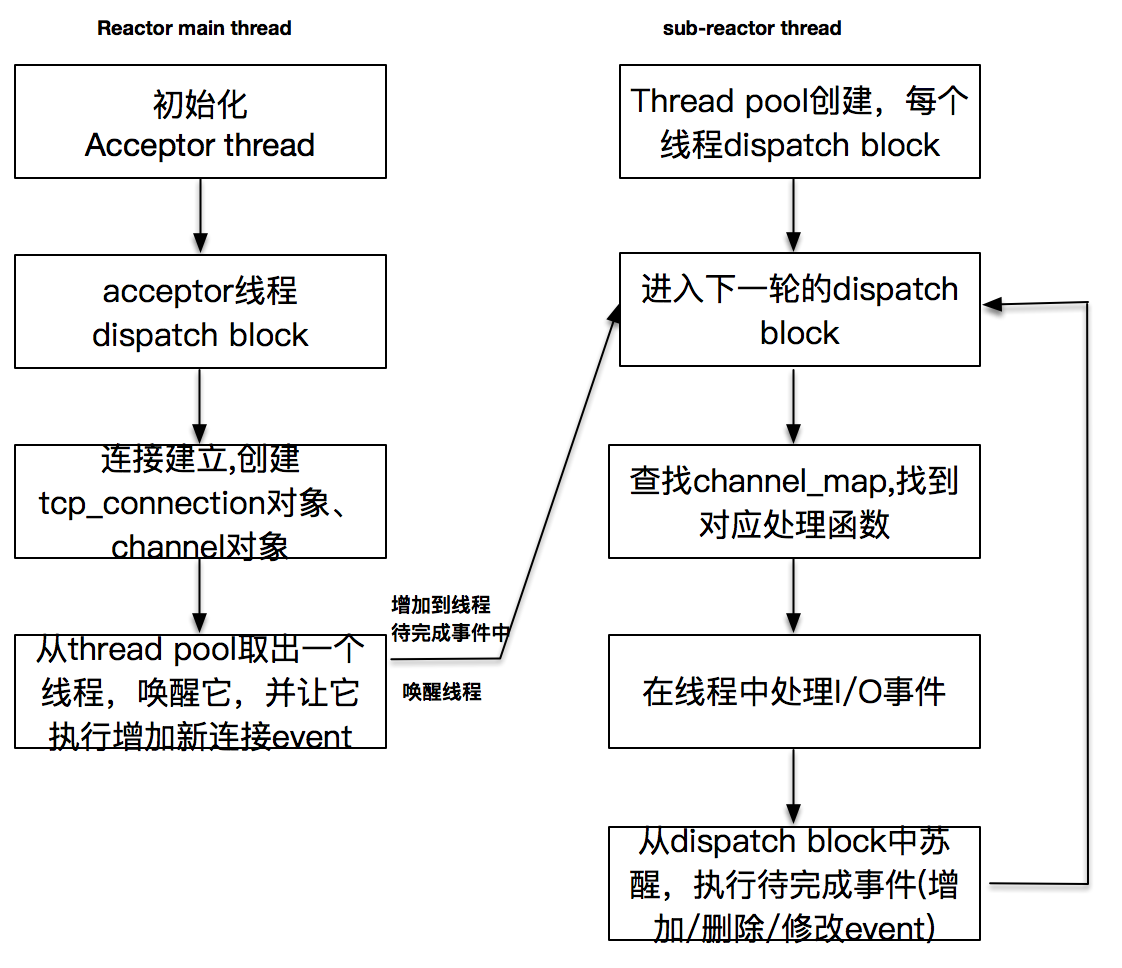 Reactor main thread
初始化
Acceptor thread
acceptor线程
dispatch block
连接建立,创建
tcp_connection对象、
channel对象
从thread pool取出一个
线程，唤醒它，并让它
执行增加新连接event
增加到线程
待完成事件中
唤醒线程
sub-reactor thread
Thread pool创建，每个
线程dispatch block
进入下一轮的dispatch
block
查找channel_map,找到
对应处理函数
在线程中处理I/O事件
从dispatch block中苏
醒，执行待完成事件(增
加/删除/修改event)